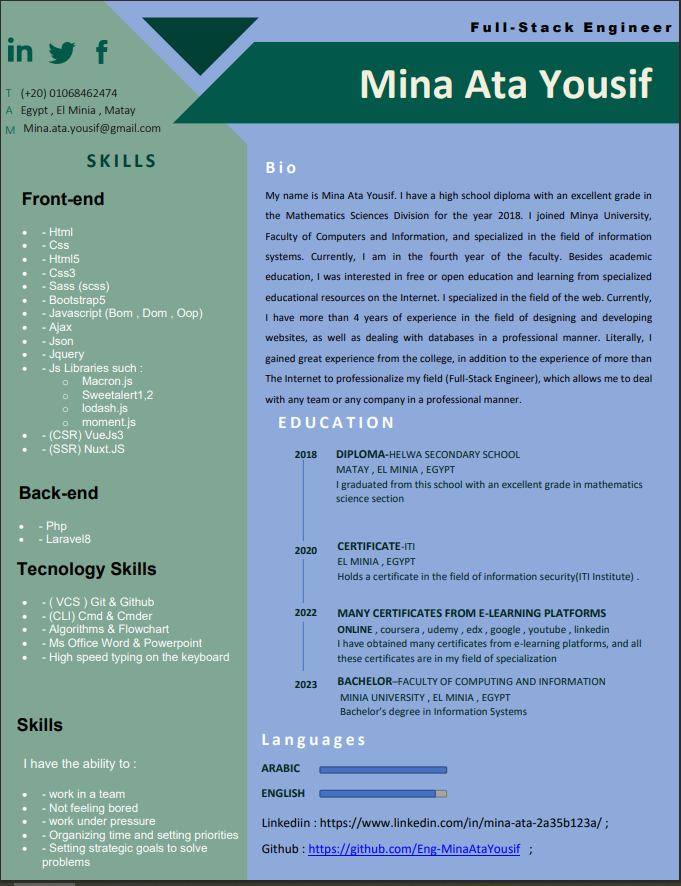 Full-Stack Engineer
Mina Ata Yousif
in
f
T (+20) 01068462474
A Egypt , El Minia , Matay
M Mina.ata.yousif@gmail.com
SKILLS
Front-end
- Html
- Css
- Html5
- Css3
- Sass (scss)
- Bootstrap5
- Javascript (Bom , Dom , Oop)
- Ajax
- Json
- Jquery
- Js Libraries such :
Macron.js
Sweetalert1,2
lodash.js
moment.js
- (CSR) VueJs3
- (SSR) Nuxt.JS
Back-end
- Php
- Laravel8
Tecnology Skills
- ( VCS ) Git & Github
- (CLI) Cmd & Cmder
- Algorithms & Flowchart
- Ms Office Word & Powerpoint
- High speed typing on the keyboard
Skills
I have the ability to :
- work in a team
- Not feeling bored
- work under pressure
- Organizing time and setting priorities
- Setting strategic goals to solve
problems
Bio
My name is Mina Ata Yousif. I have a high school diploma with an excellent grade in
the Mathematics Sciences Division for the year 2018. I joined Minya University,
Faculty of Computers and Information, and specialized in the field of information
systems. Currently, I am in the fourth year of the faculty. Besides academic
education, I was interested in free or open education and learning from specialized
educational resources on the Internet. I specialized in the field of the web. Currently,
I have more than 4 years of experience in the field of designing and developing
websites, as well as dealing with databases in a professional manner. Literally, I
gained great experience from the college, in addition to the experience of more than
The Internet to professionalize my field (Full-Stack Engineer), which allows me to deal
with any team or any company in a professional manner.
EDUCATION
2018 DIPLOMA-HELWA SECONDARY SCHOOL
MATAY , EL MINIA , EGYPT
I graduated from this school with an excellent grade in mathematics
science section
2020 CERTIFICATE-ITI
EL MINIA , EGYPT
Holds a certificate in the field of information security(ITI Institute) .
2022 MANY CERTIFICATES FROM E-LEARNING PLATFORMS
ONLINE , coursera , udemy , edx , google , youtube , linkedin
I have obtained many certificates from e-learning platforms, and all
these certificates are in my field of specialization
2023 BACHELOR–FACULTY OF COMPUTING AND INFORMATION
MINIA UNIVERSITY , EL MINIA , EGYPT
Bachelor's degree in Information Systems
Languages
ARABIC
ENGLISH
Linkediin : https://www.linkedin.com/in/mina-ata-2a35b123a/ ;
Github : https://github.com/Eng-MinaAtaYousif ;